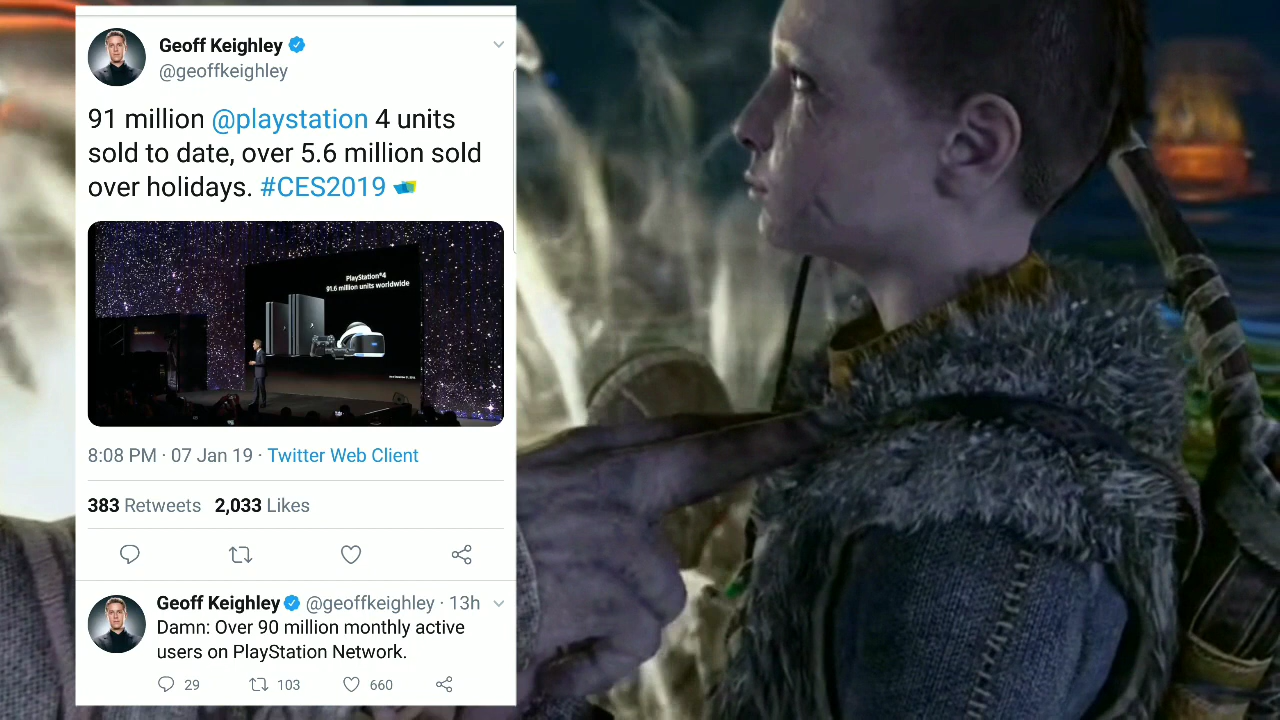 Geoff Keighley
@geoffkeighley
91 million @playstation 4 units
sold to date, over 5.6 million sold
over holidays. #CES2019
PlayStation®4
91.6 million units worldwide
8:08 PM · 07 Jan 19 · Twitter Web Client
383 Retweets 2,033 Likes
Geoff Keighley @geoffkeighley · 13h
Damn: Over 90 million monthly active
users on PlayStation Network.
29 103 660